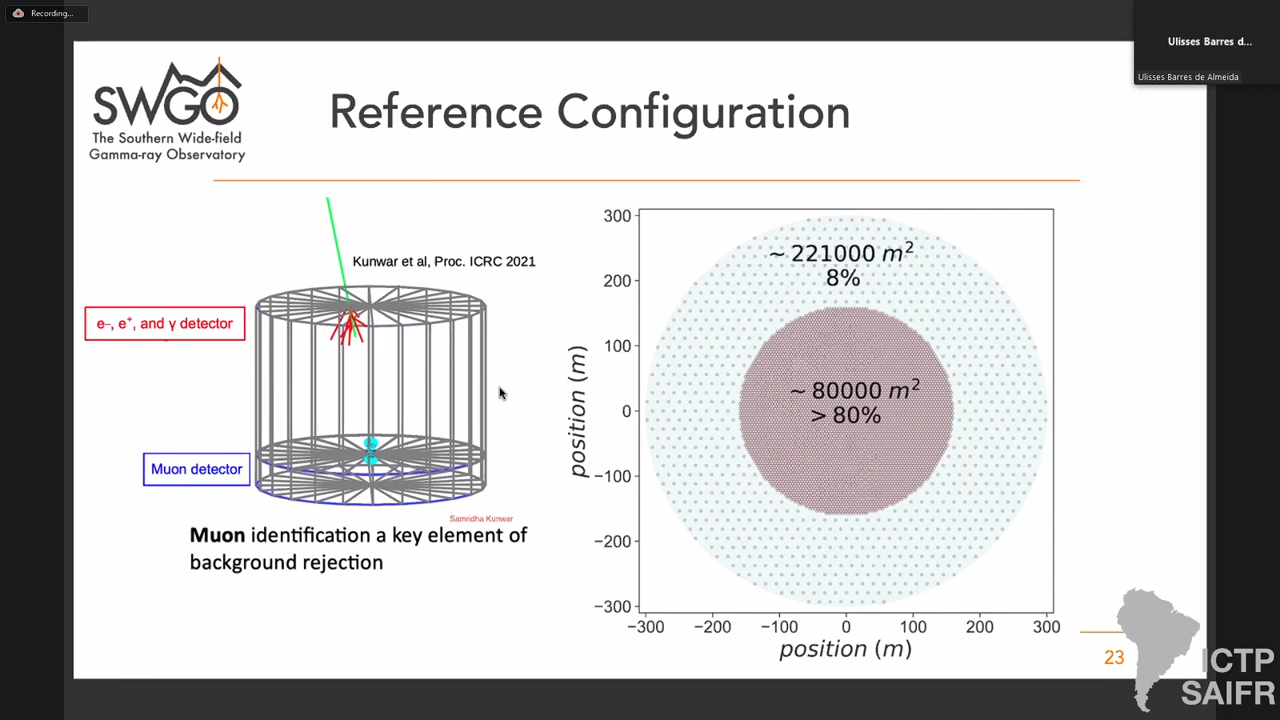 Recording...
Ulisses Barres d...
Ulisses Barres de Almeida
SWGO
The Southern Wide-field
Gamma-ray Observatory
Reference Configuration
Kunwar et al, Proc. ICRC 2021
e-, e+, and γ detector
Muon detector
Samridha Kunwar
Muon identification a key element of
background rejection
300
200
100
0
−100
−200
−300
position (m)
~ 221000 m²
8%
~ 80000 m²
> 80%
−300 −200 −100 0 100 200 300
position (m)
23
ICTP
SAIFR